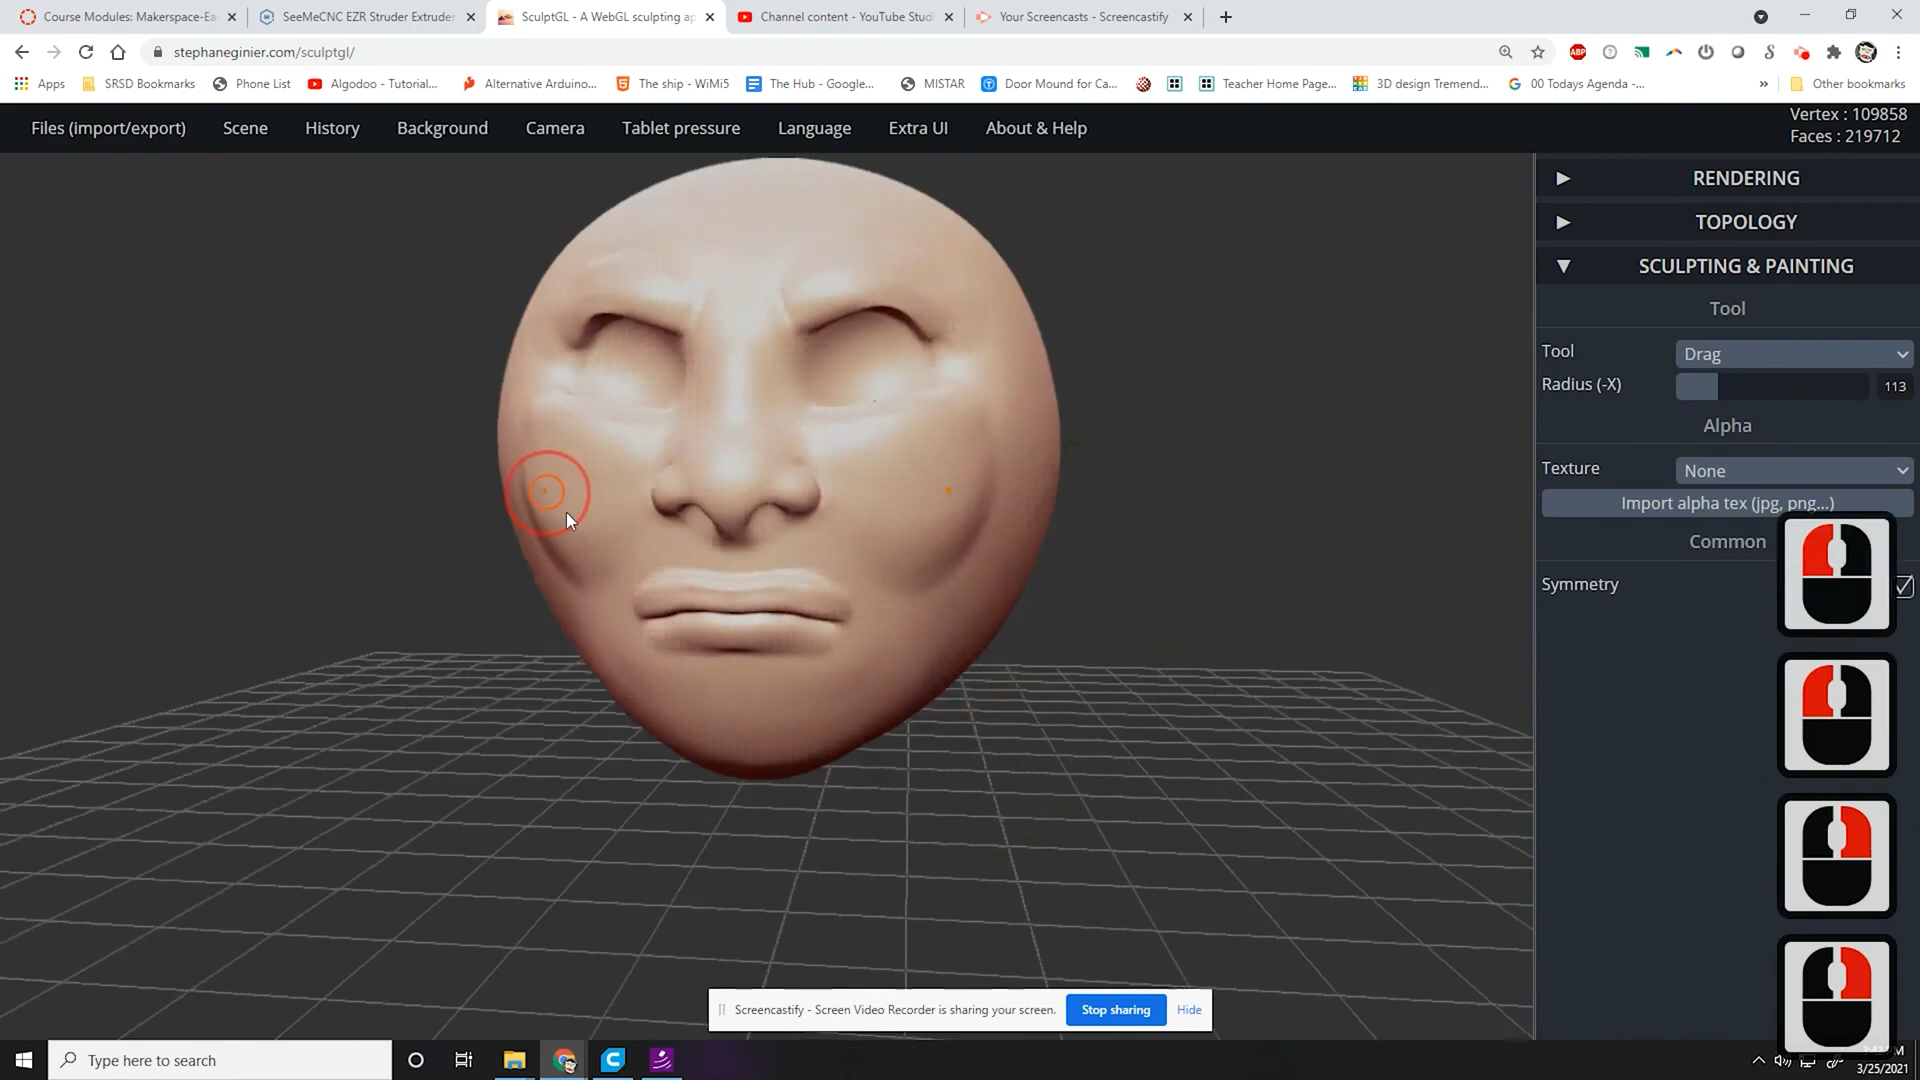 Course Modules: Makerspace-Ea
SeeMeCNC EZR Struder Extruder
SculptGL - A WebGL sculpting ap
Channel content - YouTube Stud
Your Screencasts - Screencastify
stephaneginier.com/sculptgl/
ABP
Apps
SRSD Bookmarks
Phone List
Algodoo - Tutorial...
Alternative Arduino...
The ship - WiMi5
The Hub - Google...
MISTAR
Door Mound for Ca...
Teacher Home Page...
3D design Tremend...
00 Todays Agenda -...
Other bookmarks
Files (import/export)
Scene
History
Background
Camera
Tablet pressure
Language
Extra UI
About & Help
Vertex : 109858
Faces : 219712
RENDERING
TOPOLOGY
SCULPTING & PAINTING
Tool
Tool
Drag
Radius (-X)
113
Alpha
Texture
None
Import alpha tex (jpg, png...)
Common
Symmetry
Screencastify - Screen Video Recorder is sharing your screen.
Stop sharing
Hide
Type here to search
3/25/2021